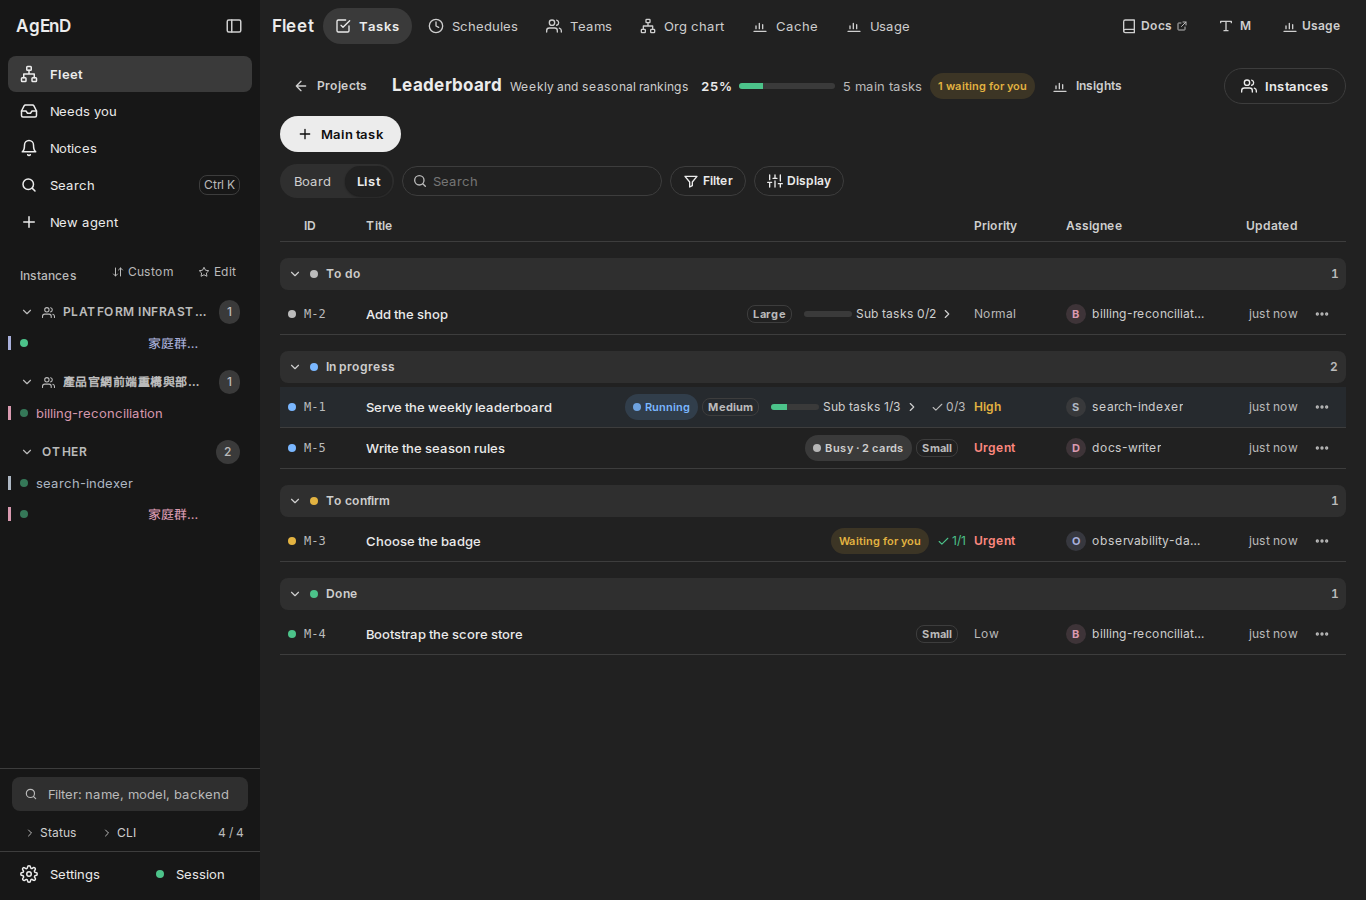 AgEnD
Fleet
Needs you
Notices
Search Ctrl K
New agent
Instances Custom Edit
PLATFORM INFRAST... 1
家庭群...
產品官網前端重構與部... 1
billing-reconciliation
OTHER 2
search-indexer
家庭群...
Filter: name, model, backend
Status CLI 4 / 4
Settings Session
Fleet Tasks Schedules Teams Org chart Cache Usage Docs M Usage
Projects Leaderboard Weekly and seasonal rankings 25% 5 main tasks 1 waiting for you Insights Instances
Main task
Board List Search Filter Display
ID Title Priority Assignee Updated
To do 1
M-2 Add the shop Large Sub tasks 0/2 Normal B billing-reconciliat... just now
In progress 2
M-1 Serve the weekly leaderboard Running Medium Sub tasks 1/3 0/3 High S search-indexer just now
M-5 Write the season rules Busy · 2 cards Small Urgent D docs-writer just now
To confirm 1
M-3 Choose the badge Waiting for you 1/1 Urgent O observability-da... just now
Done 1
M-4 Bootstrap the score store Small Low B billing-reconciliat... just now